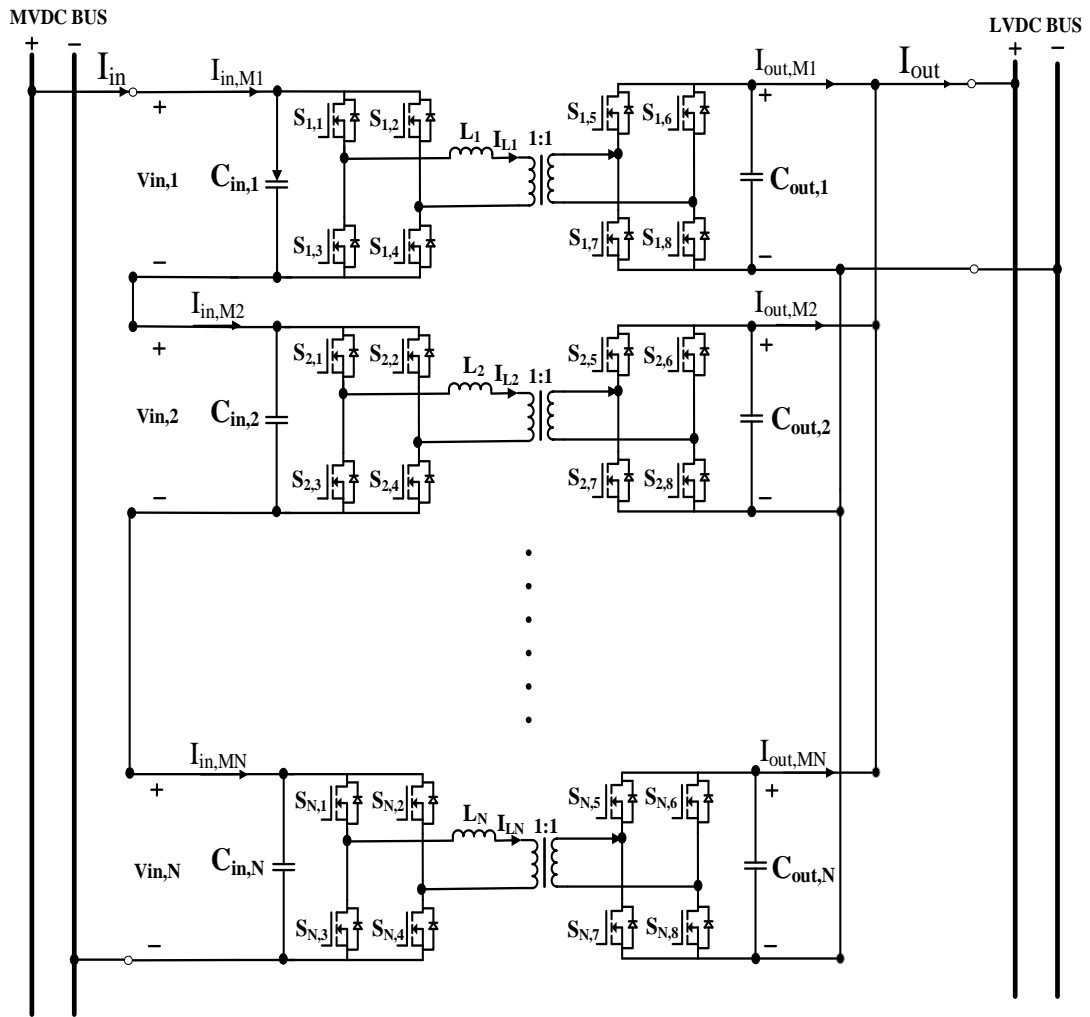 MVDC BUS
LVDC BUS
+ −
+ −
I_in
I_in,M1
I_out,M1
I_out
+
S_1,1
S_1,2
L_1
I_L1
1:1
S_1,5
S_1,6
+
Vin,1
C_in,1
C_out,1
S_1,3
S_1,4
S_1,7
S_1,8
−
−
I_in,M2
I_out,M2
+
S_2,1
S_2,2
L_2
I_L2
1:1
S_2,5
S_2,6
+
Vin,2
C_in,2
C_out,2
S_2,3
S_2,4
S_2,7
S_2,8
−
−
I_in,MN
I_out,MN
+
S_N,1
S_N,2
L_N
I_LN
1:1
S_N,5
S_N,6
+
Vin,N
C_in,N
C_out,N
S_N,3
S_N,4
S_N,7
S_N,8
−
−